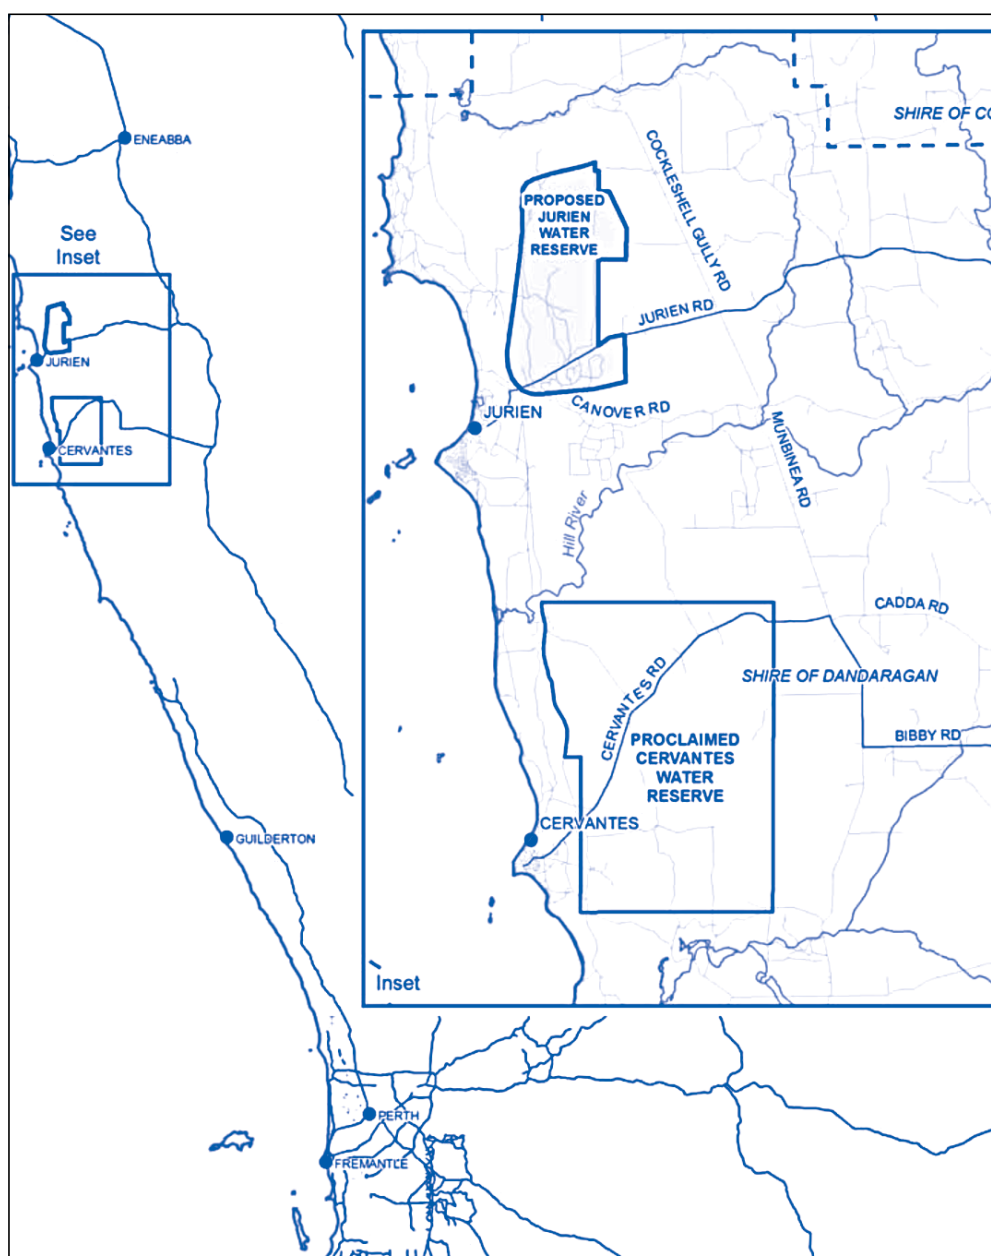 ENEABBA
See
Inset
JURIEN
CERVANTES
GUILDERTON
PERTH
FREMANTLE
SHIRE OF CO
COCKLESHELL GULLY RD
PROPOSED
JURIEN
WATER
RESERVE
JURIEN RD
CANOVER RD
JURIEN
MUNBINEA RD
Hill River
CADDA RD
CERVANTES RD
SHIRE OF DANDARAGAN
BIBBY RD
PROCLAIMED
CERVANTES
WATER
RESERVE
CERVANTES
Inset